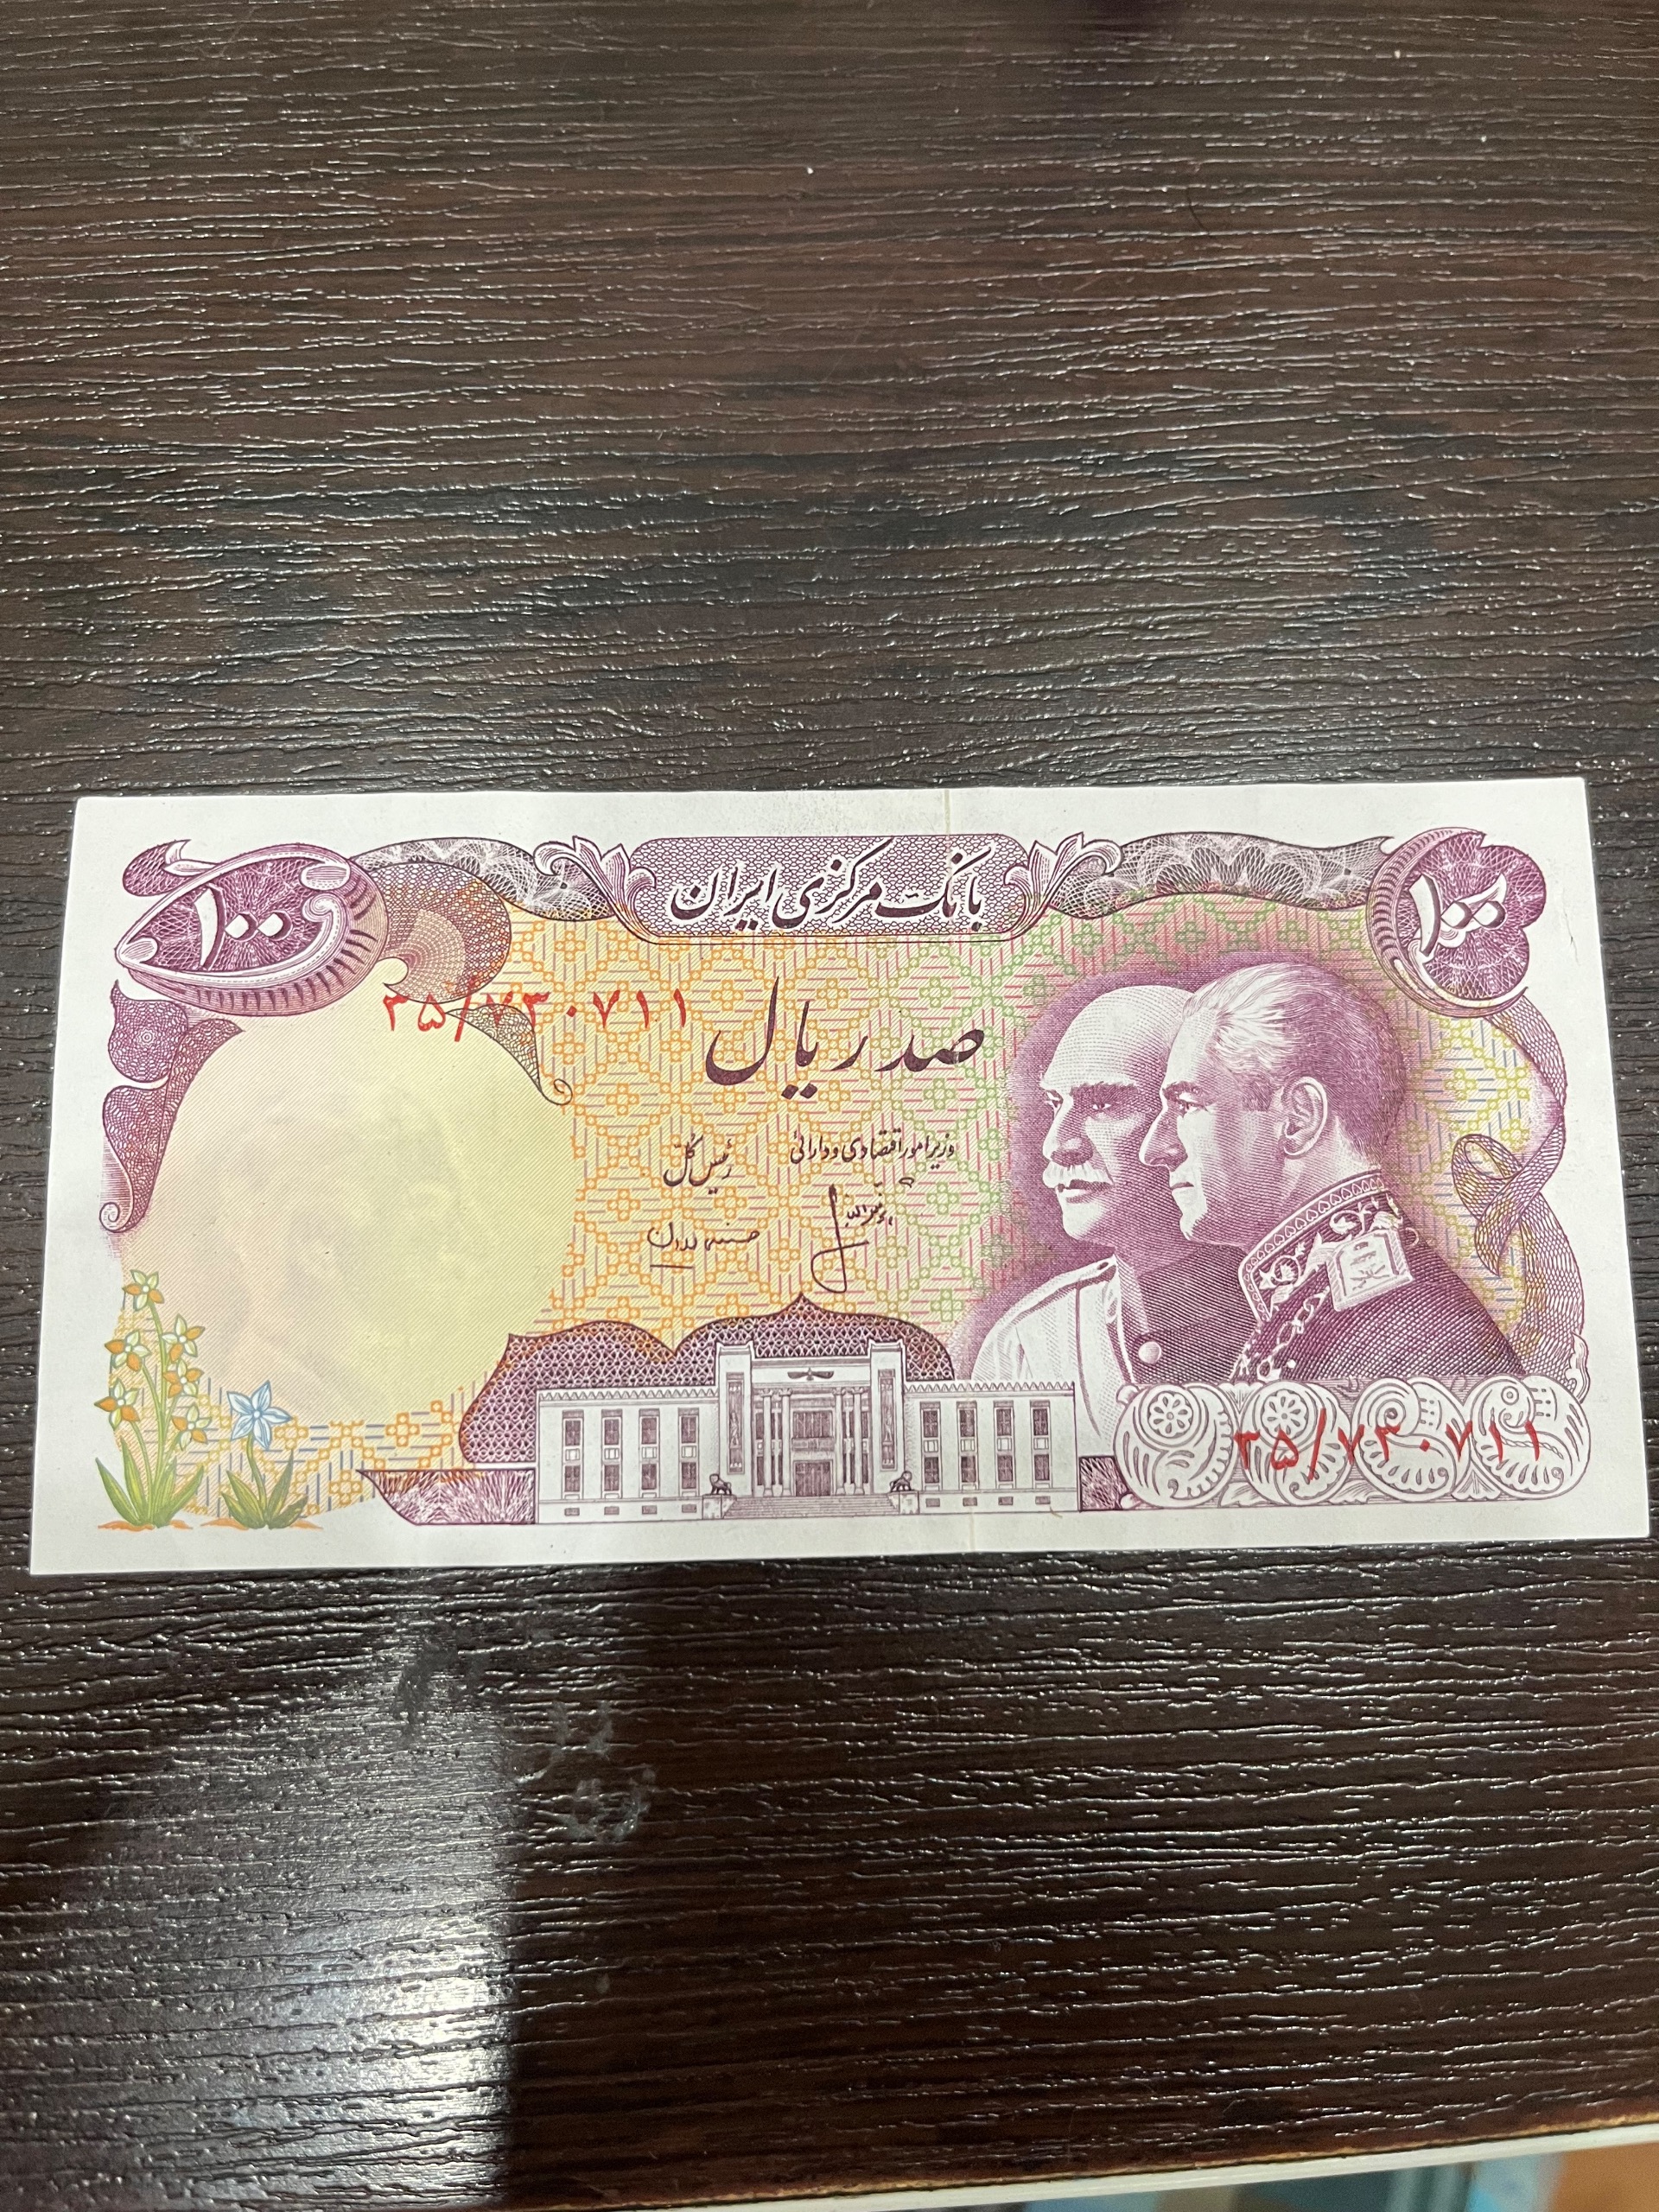 بانک مرکزی ایران
۱۰۰
۱۰۰
۳۵/۷۳۰۷۱۱
صد ریال
وزیر امور اقتصادی و دارائی
رئیس کل
۳۵/۷۳۰۷۱۱